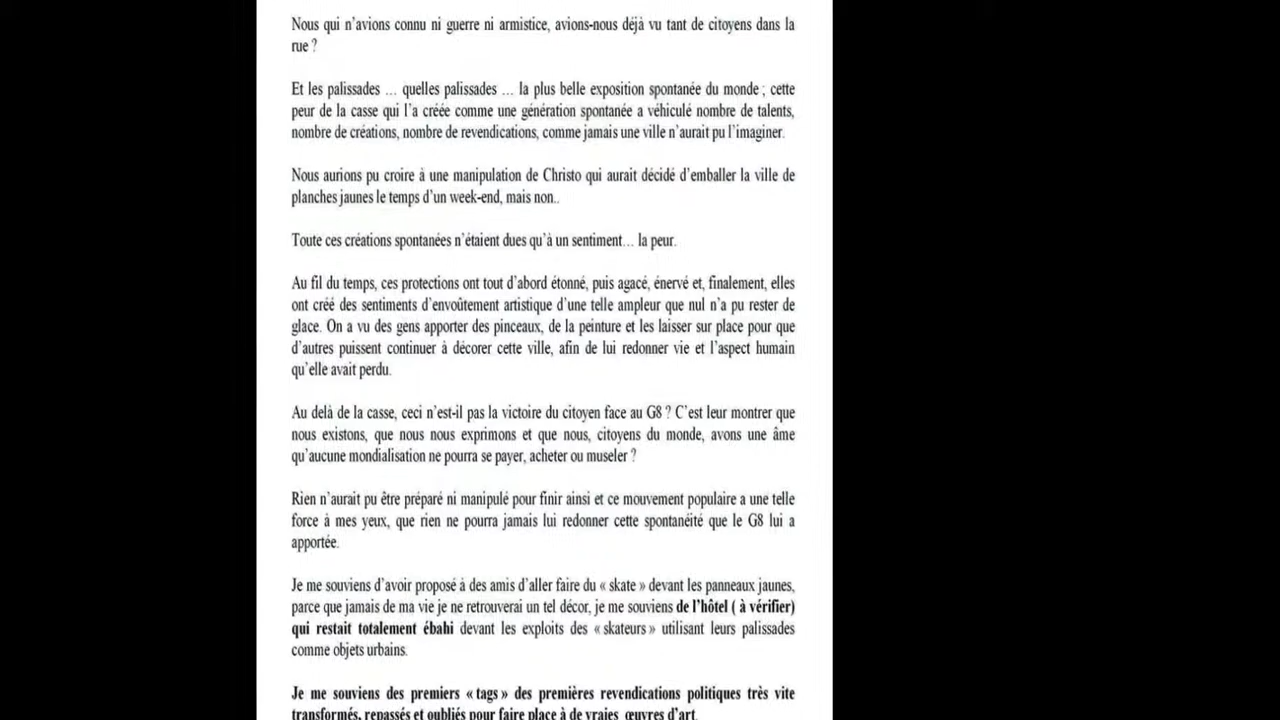 Nous qui n’avions connu ni guerre ni armistice, avions-nous déjà vu tant de citoyens dans la
rue ?
Et les palissades … quelles palissades … la plus belle exposition spontanée du monde ; cette
peur de la casse qui l’a créée comme une génération spontanée a véhiculé nombre de talents,
nombre de créations, nombre de revendications, comme jamais une ville n’aurait pu l’imaginer.
Nous aurions pu croire à une manipulation de Christo qui aurait décidé d’emballer la ville de
planches jaunes le temps d’un week-end, mais non..
Toute ces créations spontanées n’étaient dues qu’à un sentiment… la peur.
Au fil du temps, ces protections ont tout d’abord étonné, puis agacé, énervé et, finalement, elles
ont créé des sentiments d’envoûtement artistique d’une telle ampleur que nul n’a pu rester de
glace. On a vu des gens apporter des pinceaux, de la peinture et les laisser sur place pour que
d’autres puissent continuer à décorer cette ville, afin de lui redonner vie et l’aspect humain
qu’elle avait perdu.
Au delà de la casse, ceci n’est-il pas la victoire du citoyen face au G8 ? C’est leur montrer que
nous existons, que nous nous exprimons et que nous, citoyens du monde, avons une âme
qu’aucune mondialisation ne pourra se payer, acheter ou museler ?
Rien n’aurait pu être préparé ni manipulé pour finir ainsi et ce mouvement populaire a une telle
force à mes yeux, que rien ne pourra jamais lui redonner cette spontanéité que le G8 lui a
apportée.
Je me souviens d’avoir proposé à des amis d’aller faire du « skate » devant les panneaux jaunes,
parce que jamais de ma vie je ne retrouverai un tel décor, je me souviens de l’hôtel ( à vérifier)
qui restait totalement ébahi devant les exploits des « skateurs » utilisant leurs palissades
comme objets urbains.
Je me souviens des premiers « tags » des premières revendications politiques très vite
transformés, repassés et oubliés pour faire place à de vraies œuvres d’art.